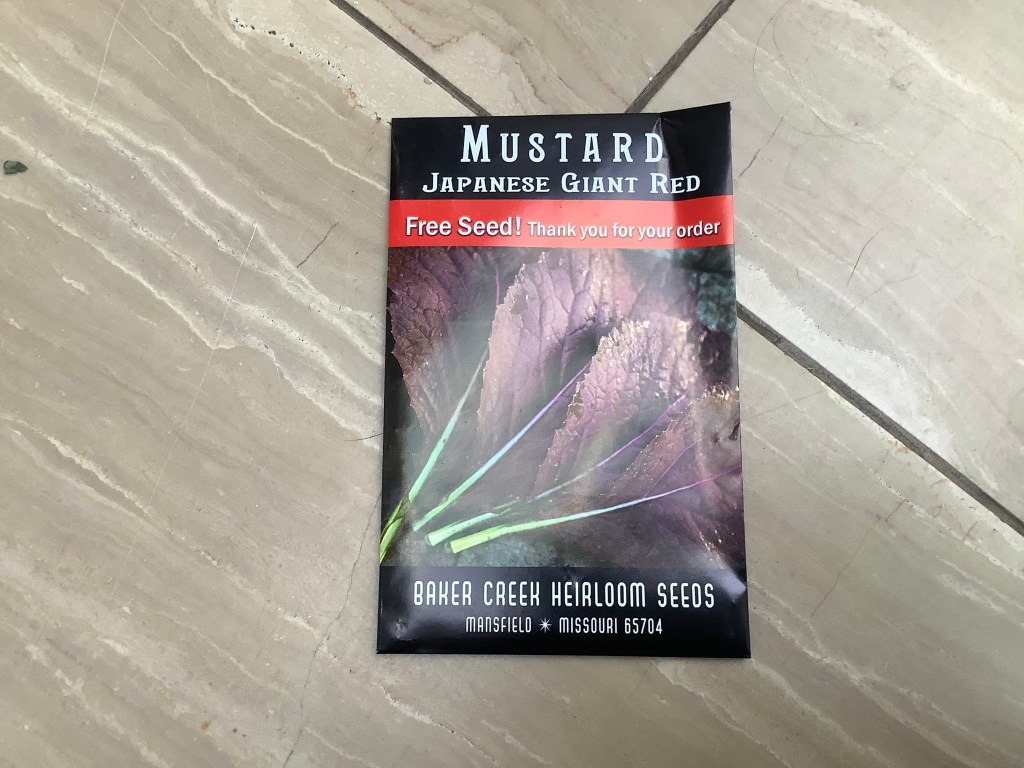 MUSTARD
JAPANESE GIANT RED
Free Seed! Thank you for your order
BAKER CREEK HEIRLOOM SEEDS
MANSFIELD ✴ MISSOURI 65704